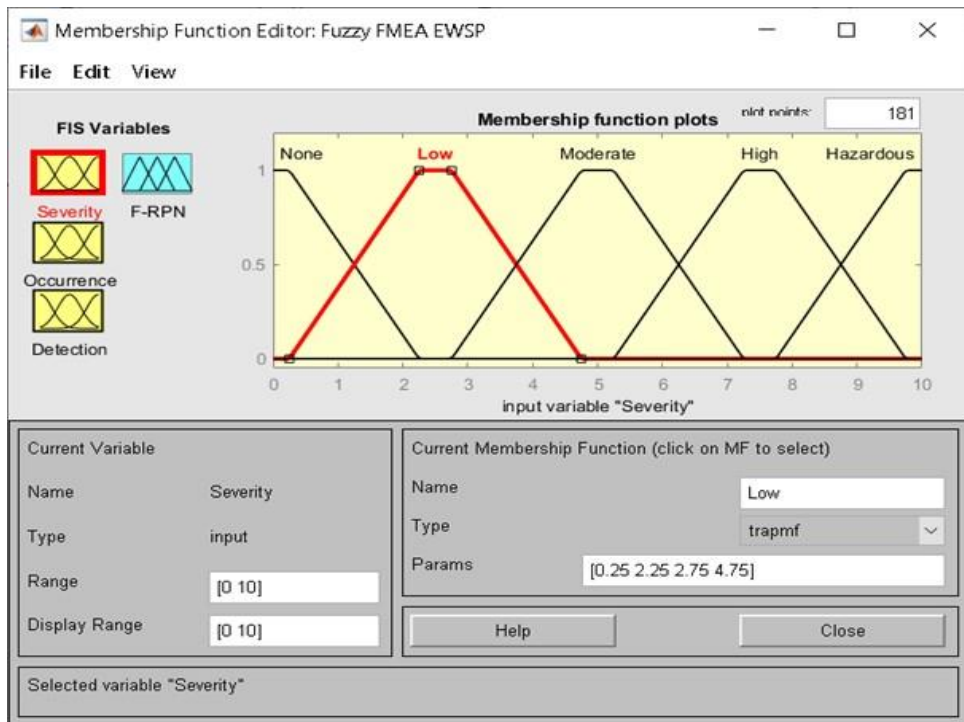 Membership Function Editor: Fuzzy FMEA EWSP
File Edit View
FIS Variables
Severity
F-RPN
Occurrence
Detection
Membership function plots
plot points:
181
None
Low
Moderate
High
Hazardous
1
0.5
0
0 1 2 3 4 5 6 7 8 9 10
input variable "Severity"
Current Variable
Name Severity
Type input
Range [0 10]
Display Range [0 10]
Current Membership Function (click on MF to select)
Name Low
Type trapmf
Params [0.25 2.25 2.75 4.75]
Help
Close
Selected variable "Severity"